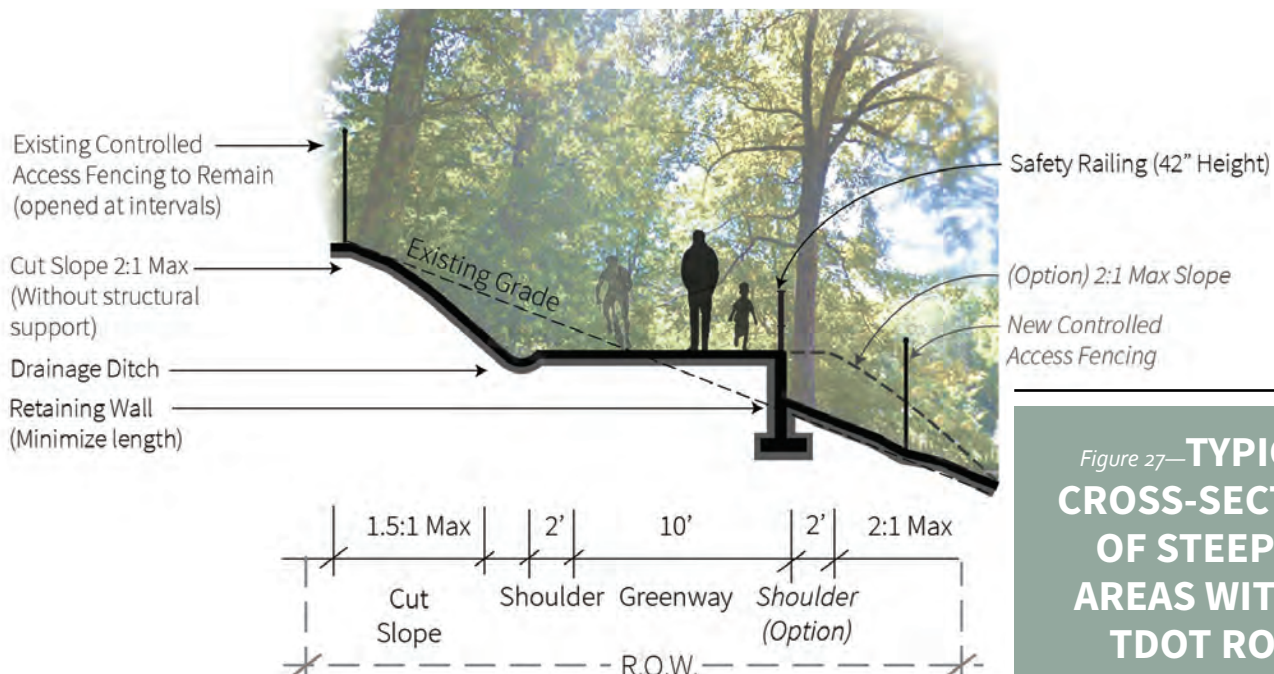 Existing Controlled
Access Fencing to Remain
(opened at intervals)
Cut Slope 2:1 Max
(Without structural
support)
Drainage Ditch
Retaining Wall
(Minimize length)
Existing Grade
Safety Railing (42” Height)
(Option) 2:1 Max Slope
New Controlled
Access Fencing
1.5:1 Max
2’
10’
2’
2:1 Max
Cut
Slope
Shoulder
Greenway
Shoulder
(Option)
R.O.W.
Figure 27—TYPIC
CROSS-SECT
OF STEEP
AREAS WIT
TDOT RO